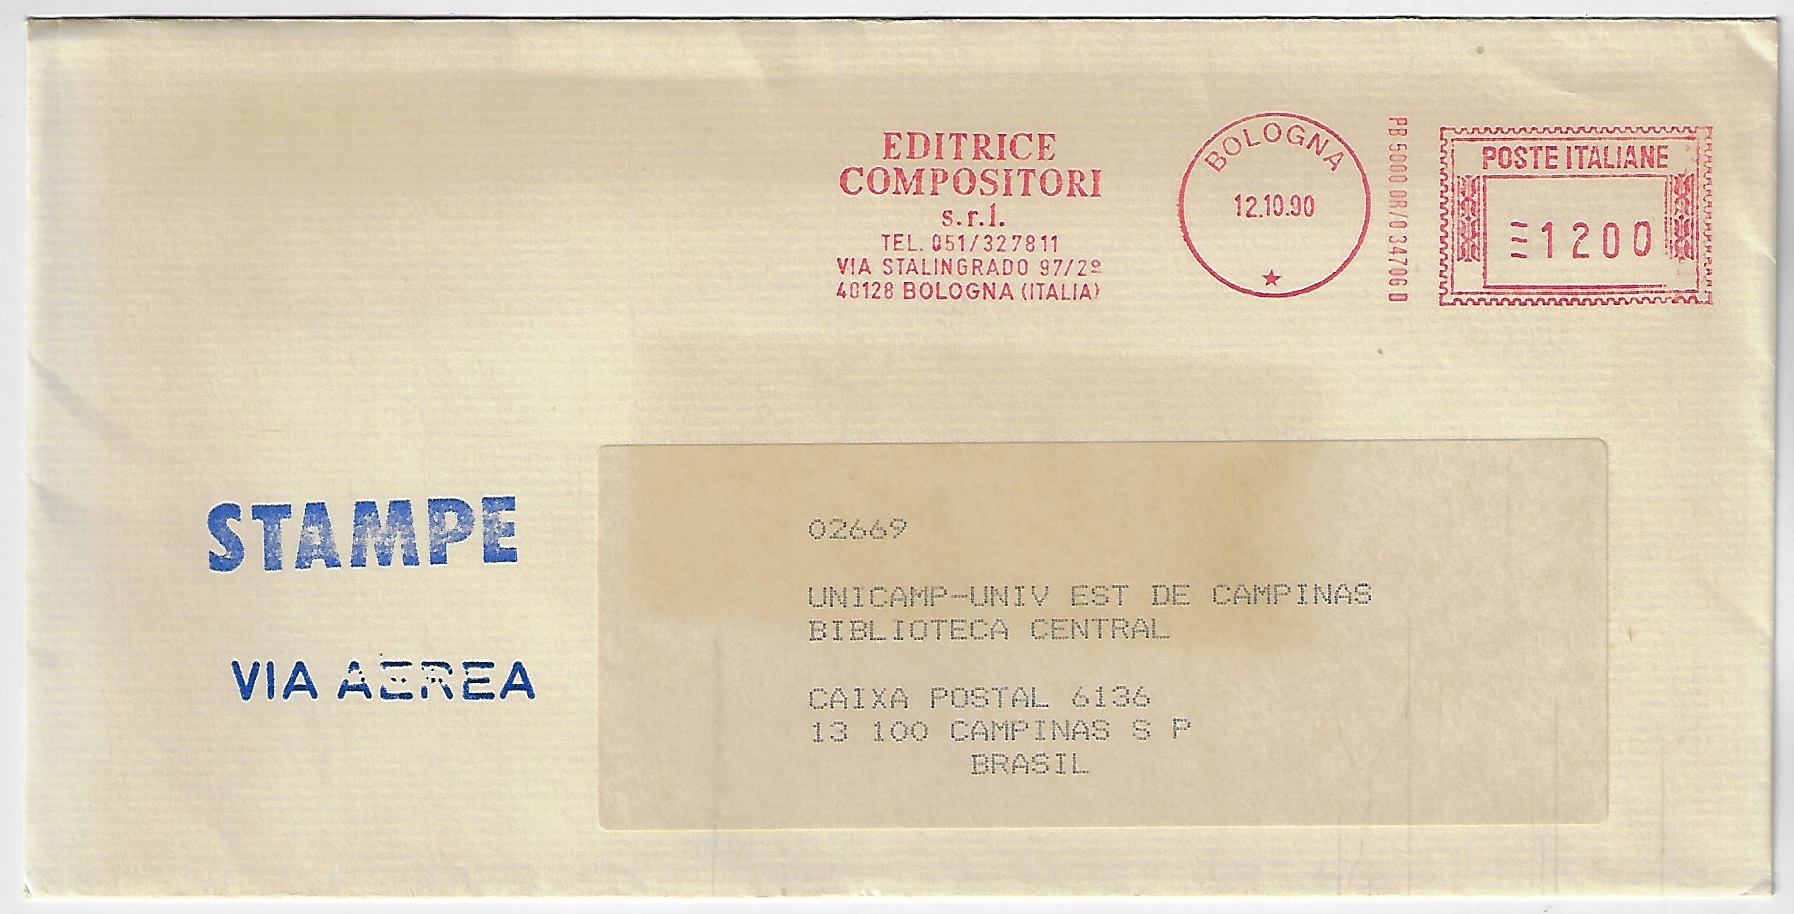 EDITRICE
COMPOSITORI
s.r.l.
TEL. 051/327811
VIA STALINGRADO 97/2º
40128 BOLOGNA (ITALIA)
BOLOGNA
12.10.90
PB 5000 OR/0 34706 D
POSTE ITALIANE
1200
STAMPE
VIA AEREA
02669
UNICAMP-UNIV EST DE CAMPINAS
BIBLIOTECA CENTRAL
CAIXA POSTAL 6136
13 100 CAMPINAS S P
BRASIL